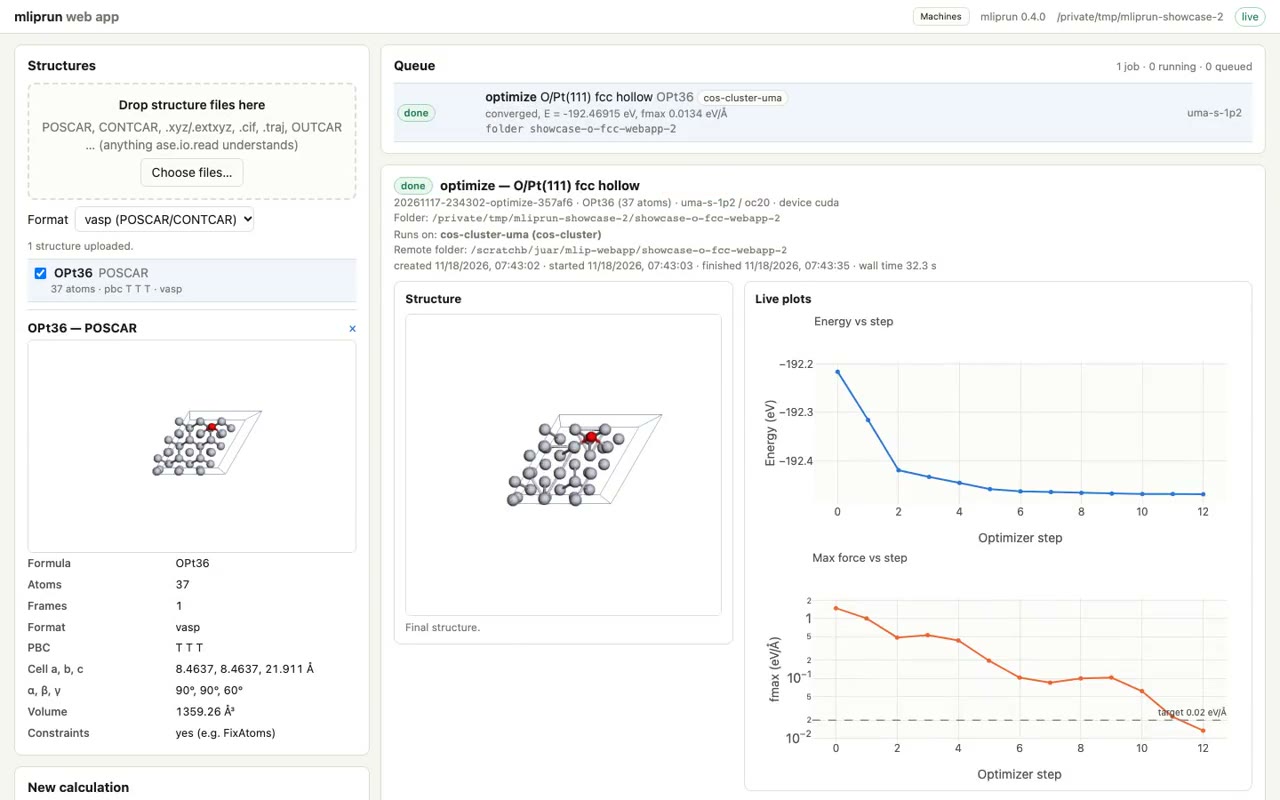 mliprun web app
Machines
mliprun 0.4.0
/private/tmp/mliprun-showcase-2
live
Structures
Drop structure files here
POSCAR, CONTCAR, .xyz/.extxyz, .cif, .traj, OUTCAR
... (anything ase.io.read understands)
Choose files...
Format vasp (POSCAR/CONTCAR)
1 structure uploaded.
OPt36 POSCAR
37 atoms · pbc T T T · vasp
OPt36 — POSCAR ×
Formula OPt36
Atoms 37
Frames 1
Format vasp
PBC T T T
Cell a, b, c 8.4637, 8.4637, 21.911 Å
α, β, γ 90°, 90°, 60°
Volume 1359.26 Å³
Constraints yes (e.g. FixAtoms)
New calculation
Queue
1 job · 0 running · 0 queued
done
optimize O/Pt(111) fcc hollow OPt36 cos-cluster-uma
converged, E = -192.46915 eV, fmax 0.0134 eV/Å
folder showcase-o-fcc-webapp-2
uma-s-1p2
done optimize — O/Pt(111) fcc hollow
20261117-234302-optimize-357af6 · OPt36 (37 atoms) · uma-s-1p2 / oc20 · device cuda
Folder: /private/tmp/mliprun-showcase-2/showcase-o-fcc-webapp-2
Runs on: cos-cluster-uma (cos-cluster)
Remote folder: /scratchb/juar/mlip-webapp/showcase-o-fcc-webapp-2
created 11/18/2026, 07:43:02 · started 11/18/2026, 07:43:03 · finished 11/18/2026, 07:43:35 · wall time 32.3 s
Structure
Final structure.
Live plots
Energy vs step
−192.2
−192.3
−192.4
Energy (eV)
0 2 4 6 8 10 12
Optimizer step
Max force vs step
2
1
5
2
10−1
5
2
10−2
fmax (eV/Å)
target 0.02 eV/Å
0 2 4 6 8 10 12
Optimizer step